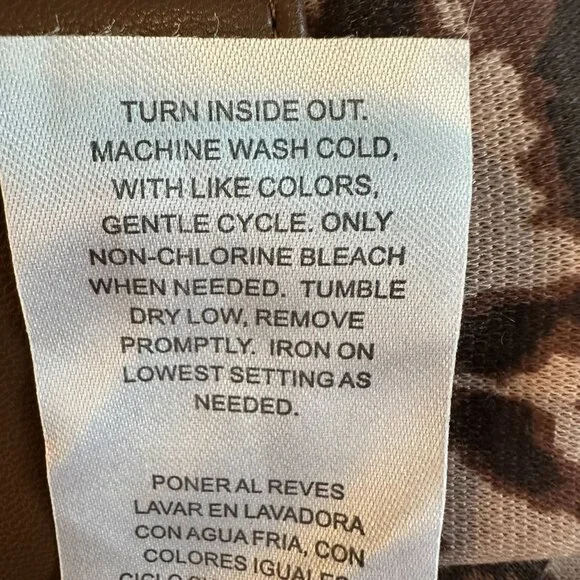 TURN INSIDE OUT.
MACHINE WASH COLD,
WITH LIKE COLORS,
GENTLE CYCLE. ONLY
NON-CHLORINE BLEACH
WHEN NEEDED. TUMBLE
DRY LOW, REMOVE
PROMPTLY. IRON ON
LOWEST SETTING AS
NEEDED.
PONER AL REVES
LAVAR EN LAVADORA
CON AGUA FRIA, CON
COLORES IGUALES